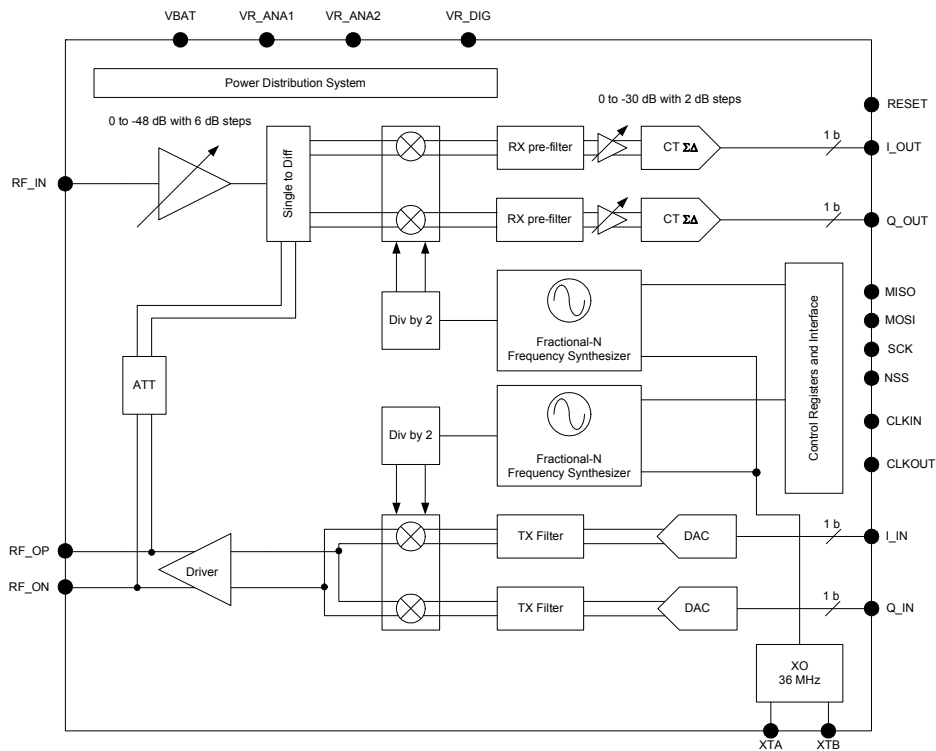 VBAT
VR_ANA1
VR_ANA2
VR_DIG
Power Distribution System
RESET
0 to -48 dB with 6 dB steps
0 to -30 dB with 2 dB steps
RF_IN
Single to Diff
RX pre-filter
CT ΣΔ
1 b
I_OUT
RX pre-filter
CT ΣΔ
1 b
Q_OUT
Div by 2
Fractional-N
Frequency Synthesizer
Control Registers and Interface
MISO
MOSI
SCK
NSS
CLKIN
CLKOUT
ATT
Div by 2
Fractional-N
Frequency Synthesizer
RF_OP
RF_ON
Driver
TX Filter
DAC
1 b
I_IN
TX Filter
DAC
1 b
Q_IN
XO
36 MHz
XTA
XTB